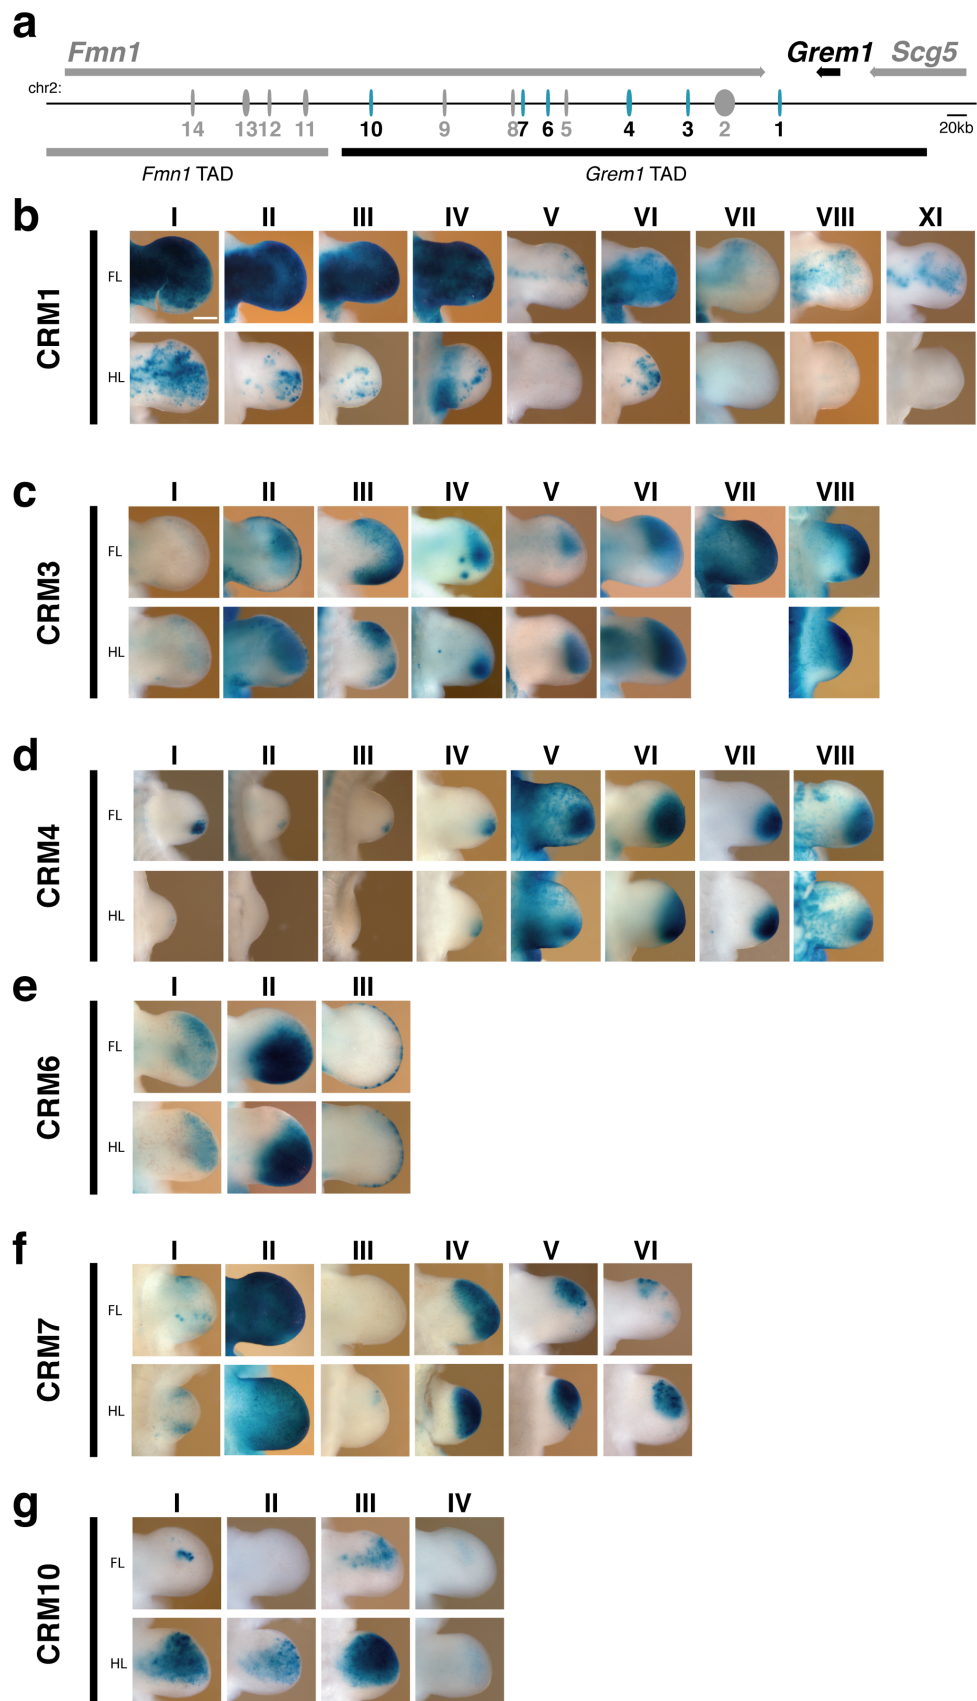 a
Fmn1 Grem1 Scg5
chr2:
14 13 12 11 10 9 8 7 6 5 4 3 2 1
20kb
Fmn1 TAD Grem1 TAD
b
I II III IV V VI VII VIII XI
CRM1
FL
HL
c
I II III IV V VI VII VIII
CRM3
FL
HL
d
I II III IV V VI VII VIII
CRM4
FL
HL
e
I II III
CRM6
FL
HL
f
I II III IV V VI
CRM7
FL
HL
g
I II III IV
CRM10
FL
HL